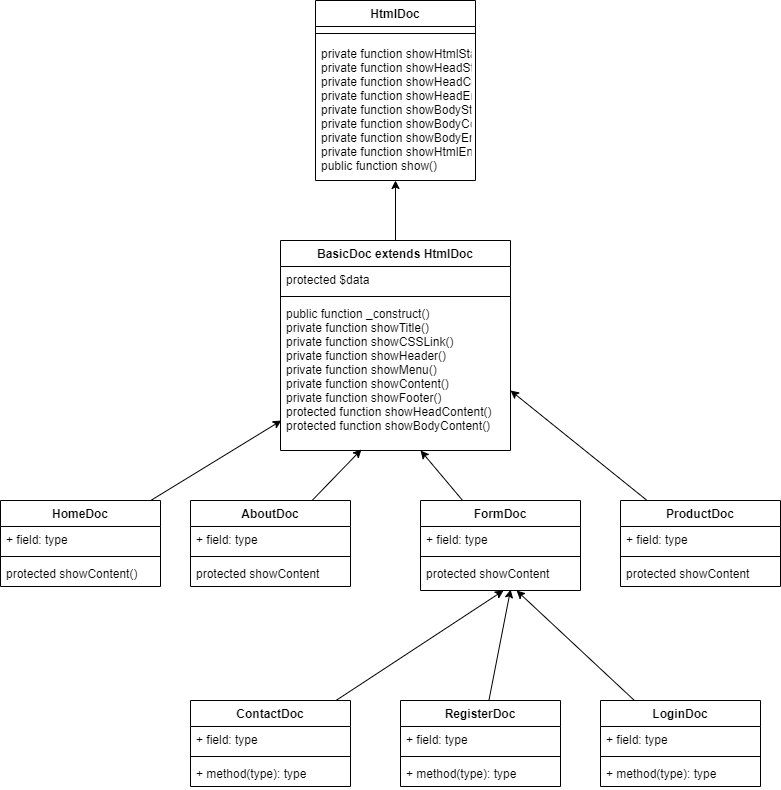 HtmlDoc
private function showHtmlSta
private function showHeadSt
private function showHeadC
private function showHeadE
private function showBodySt
private function showBodyC
private function showBodyEn
private function showHtmlEn
public function show()
BasicDoc extends HtmlDoc
protected $data
public function _construct()
private function showTitle()
private function showCSSLink()
private function showHeader()
private function showMenu()
private function showContent()
private function showFooter()
protected function showHeadContent()
protected function showBodyContent()
HomeDoc
+ field: type
protected showContent()
AboutDoc
+ field: type
protected showContent
FormDoc
+ field: type
protected showContent
ProductDoc
+ field: type
protected showContent
ContactDoc
+ field: type
+ method(type): type
RegisterDoc
+ field: type
+ method(type): type
LoginDoc
+ field: type
+ method(type): type